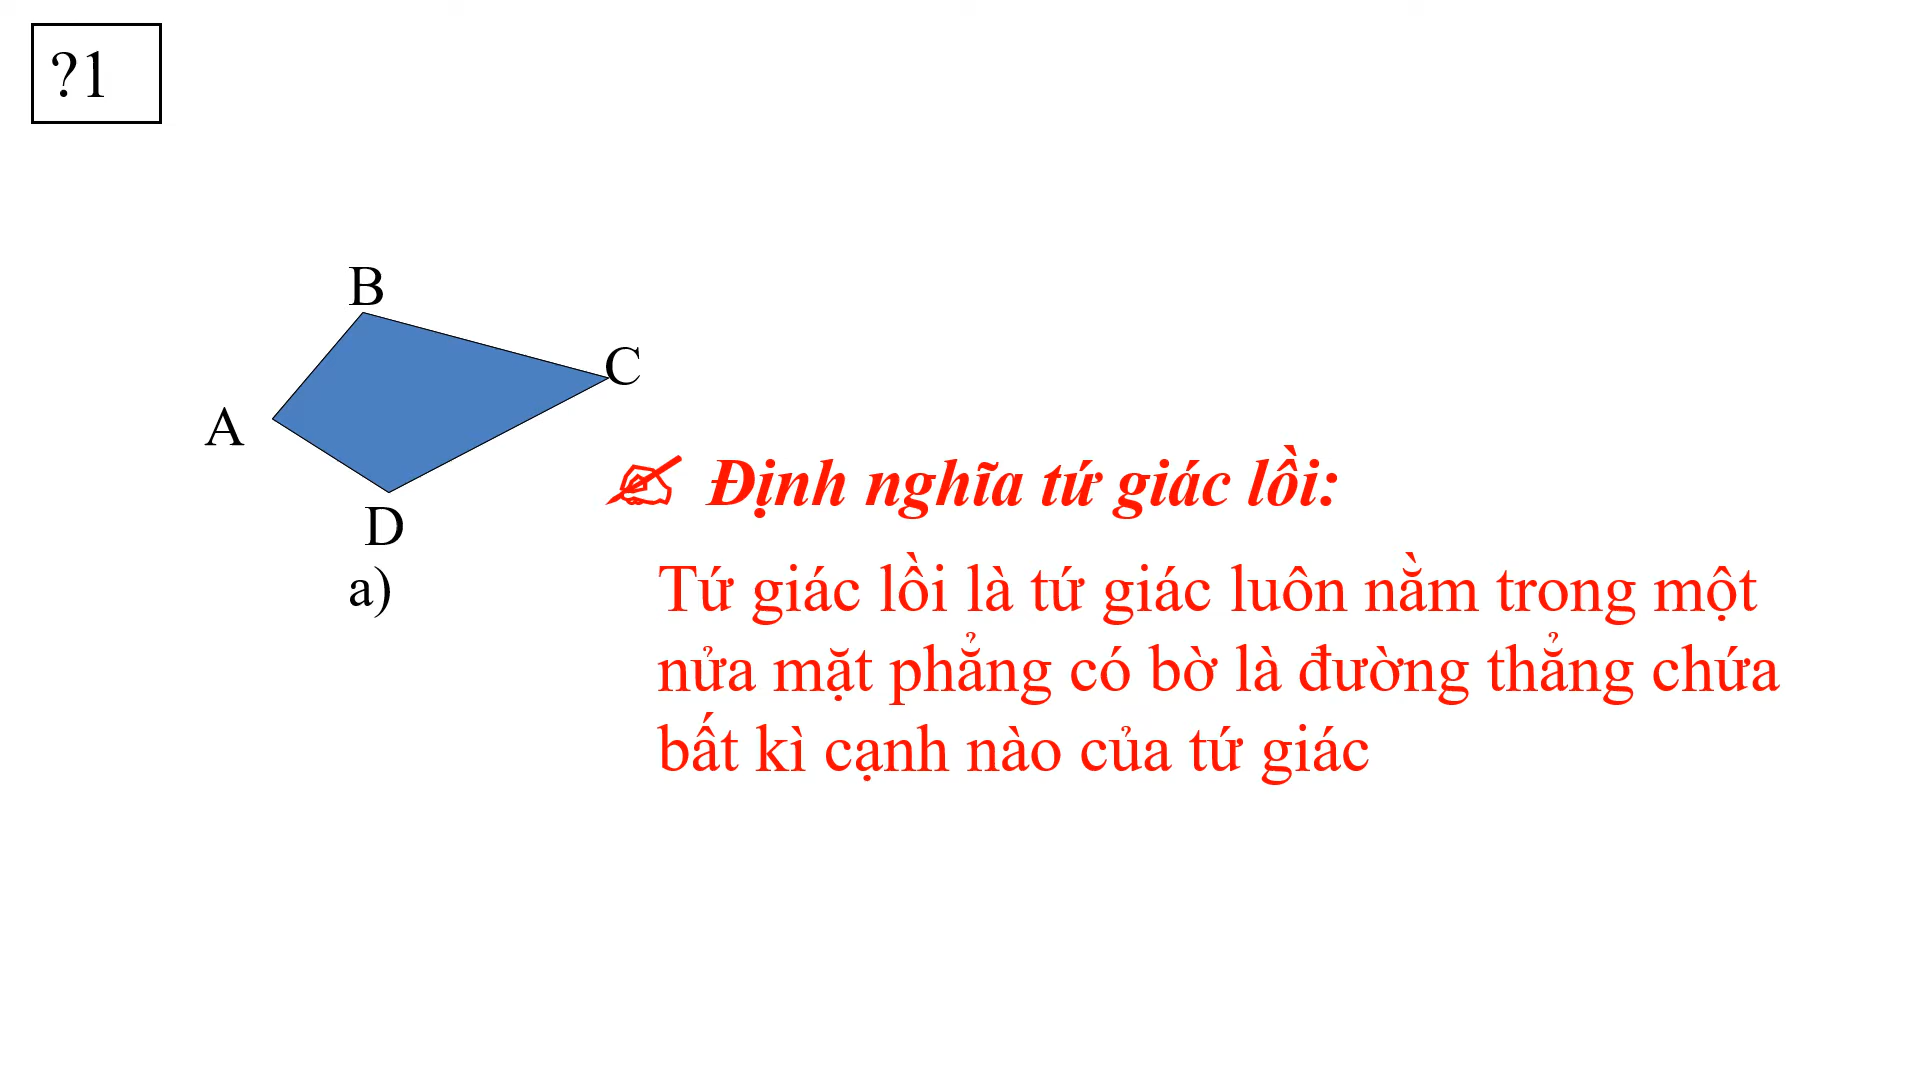 ?1
B
C
A
D
a)
Định nghĩa tứ giác lồi:
Tứ giác lồi là tứ giác luôn nằm trong một
nửa mặt phẳng có bờ là đường thẳng chứa
bất kì cạnh nào của tứ giác